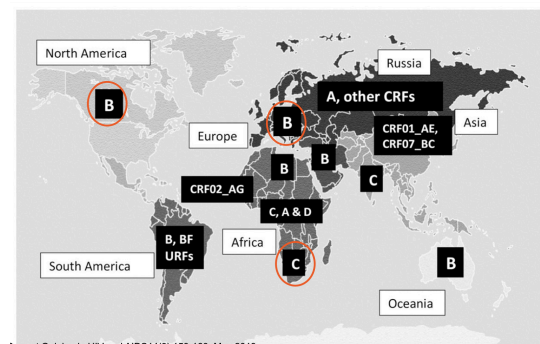 North America
Russia
B
A, other CRFs
B
Europe
CRF01_AE,
CRF07_BC
Asia
B
B
C
CRF02_AG
C, A & D
B, BF
URFs
Africa
South America
C
B
Oceania